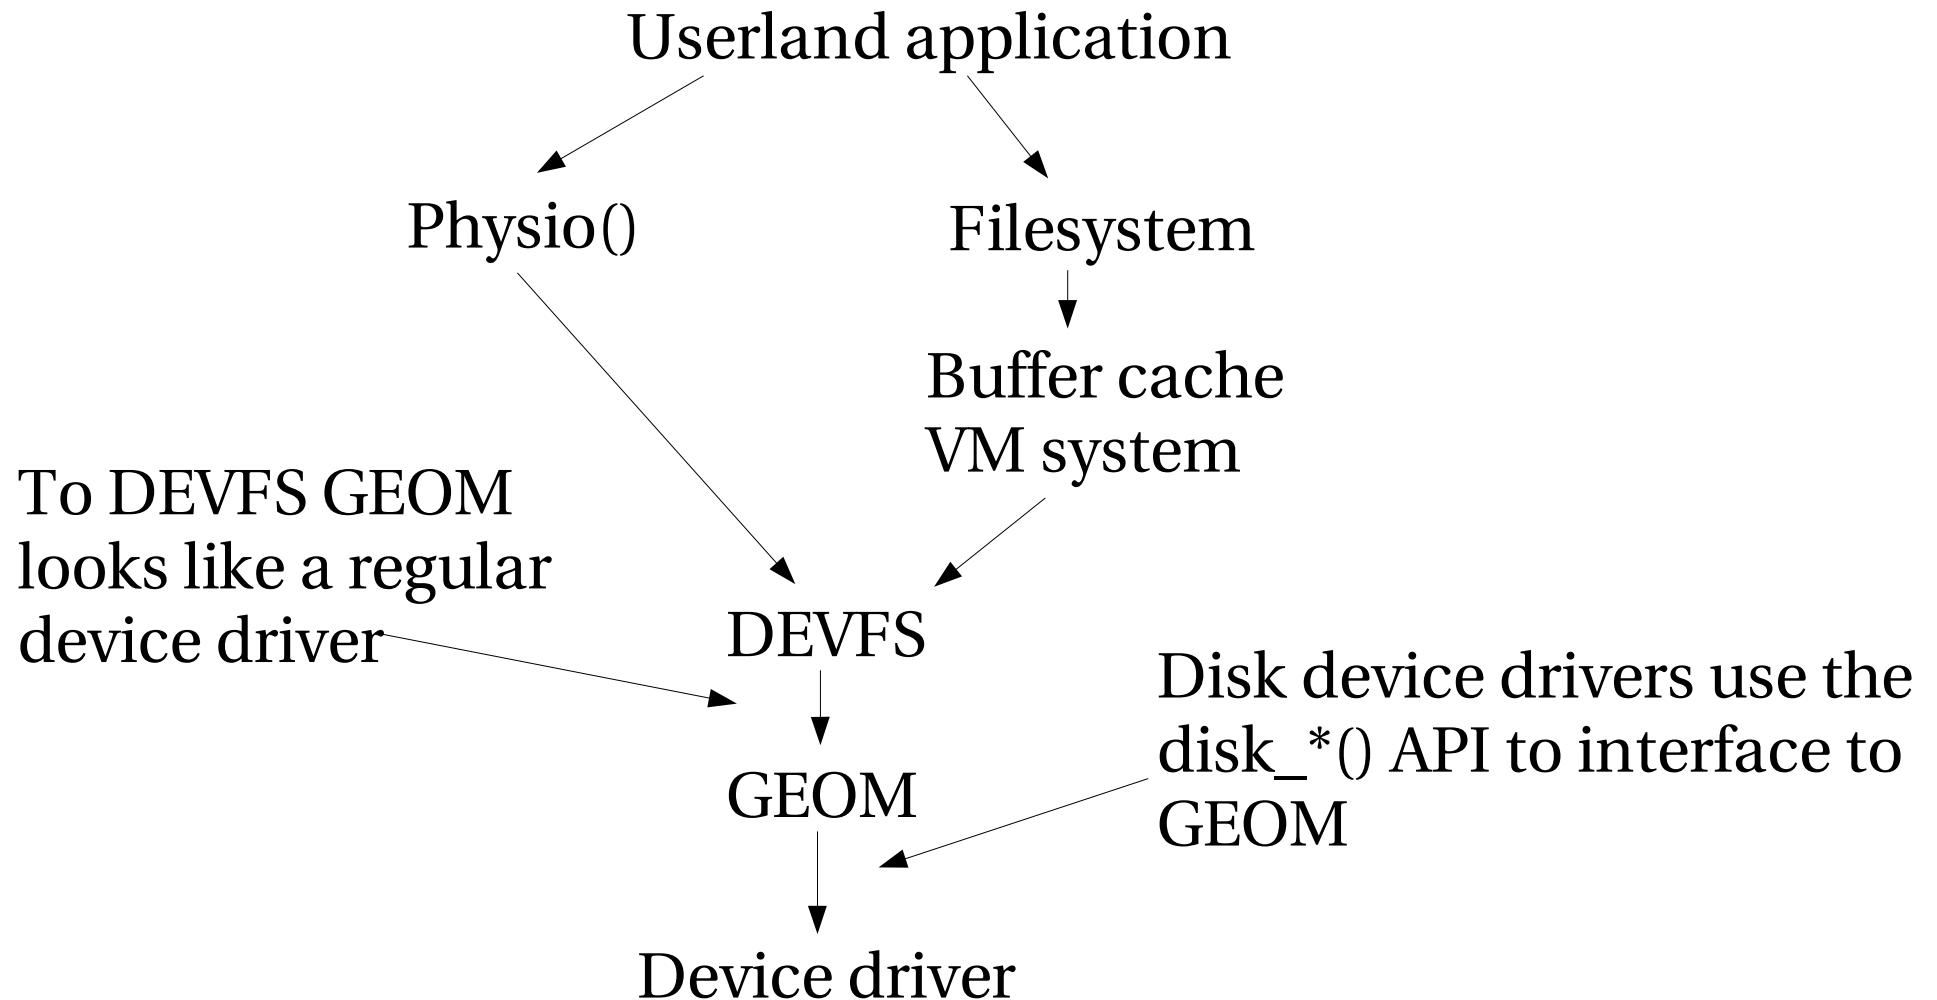 Userland application
Physio()
Filesystem
Buffer cache
VM system
To DEVFS GEOM
looks like a regular
device driver
DEVFS
Disk device drivers use the
disk_*() API to interface to
GEOM
GEOM
Device driver